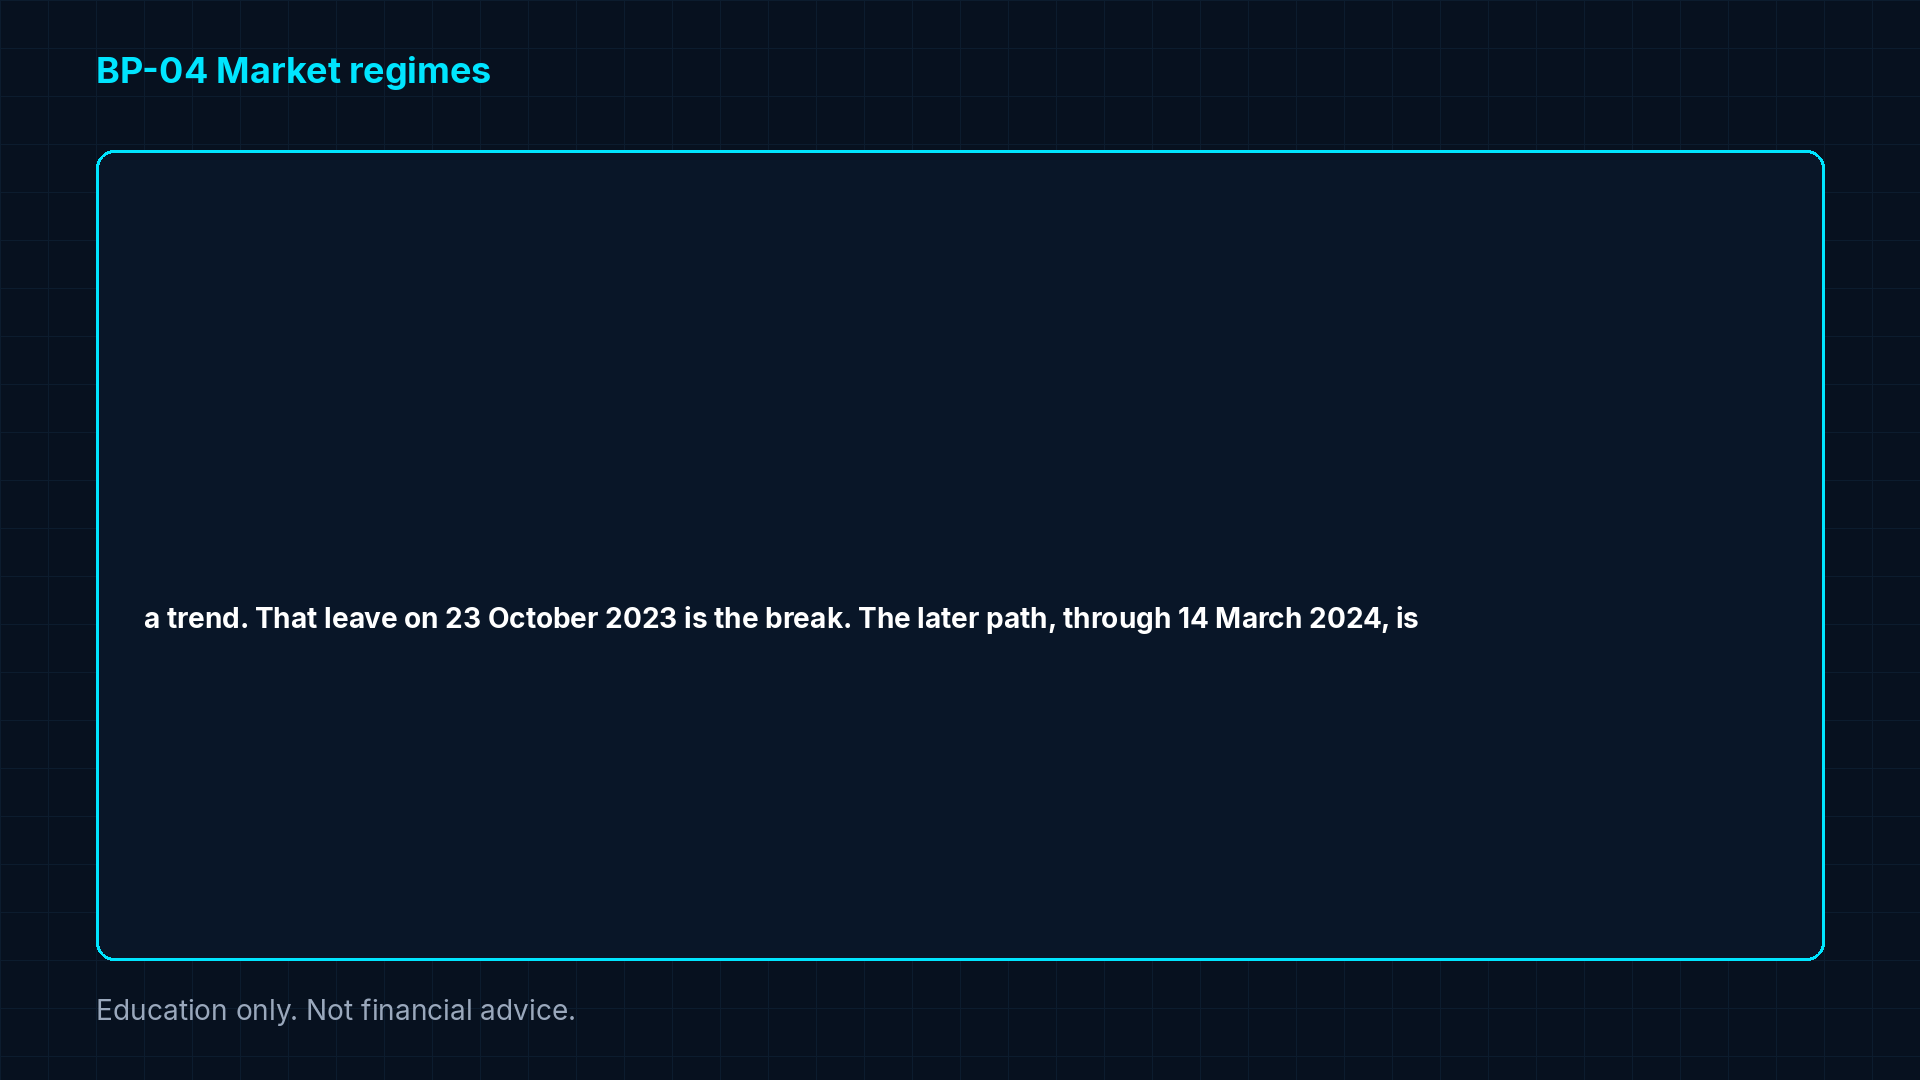 BP-04 Market regimes
a trend. That leave on 23 October 2023 is the break. The later path, through 14 March 2024, is
Education only. Not financial advice.